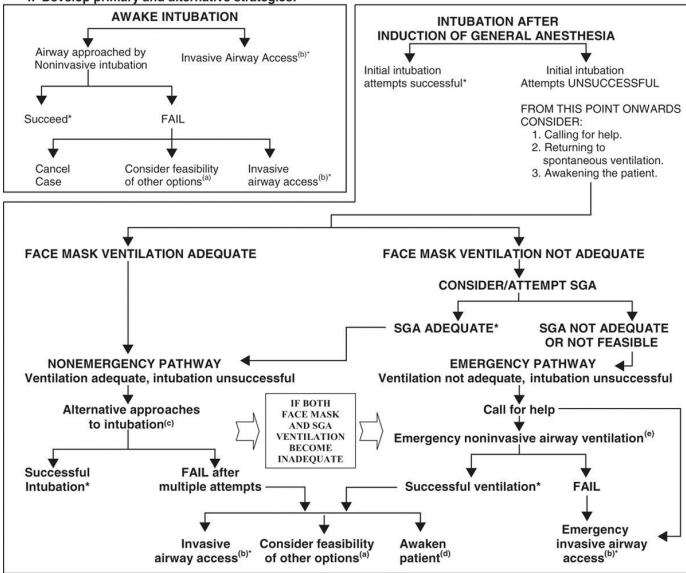 4. Develop primary and alternative strategies:
AWAKE INTUBATION
Airway approached by
Noninvasive intubation
Invasive Airway Access(b)*
Succeed*
FAIL
Cancel
Case
Consider feasibility
of other options(a)
Invasive
airway access(b)*
INTUBATION AFTER
INDUCTION OF GENERAL ANESTHESIA
Initial intubation
attempts successful*
Initial intubation
Attempts UNSUCCESSFUL
FROM THIS POINT ONWARDS
CONSIDER:
1. Calling for help.
2. Returning to
spontaneous ventilation.
3. Awakening the patient.
FACE MASK VENTILATION ADEQUATE
FACE MASK VENTILATION NOT ADEQUATE
CONSIDER/ATTEMPT SGA
SGA ADEQUATE*
SGA NOT ADEQUATE
OR NOT FEASIBLE
NONEMERGENCY PATHWAY
Ventilation adequate, intubation unsuccessful
EMERGENCY PATHWAY
Ventilation not adequate, intubation unsuccessful
Alternative approaches
to intubation(c)
IF BOTH
FACE MASK
AND SGA
VENTILATION
BECOME
INADEQUATE
Call for help
Emergency noninvasive airway ventilation(e)
Successful
Intubation*
FAIL after
multiple attempts
Successful ventilation*
FAIL
Invasive
airway access(b)*
Consider feasibility
of other options(a)
Awaken
patient(d)
Emergency
invasive airway
access(b)*